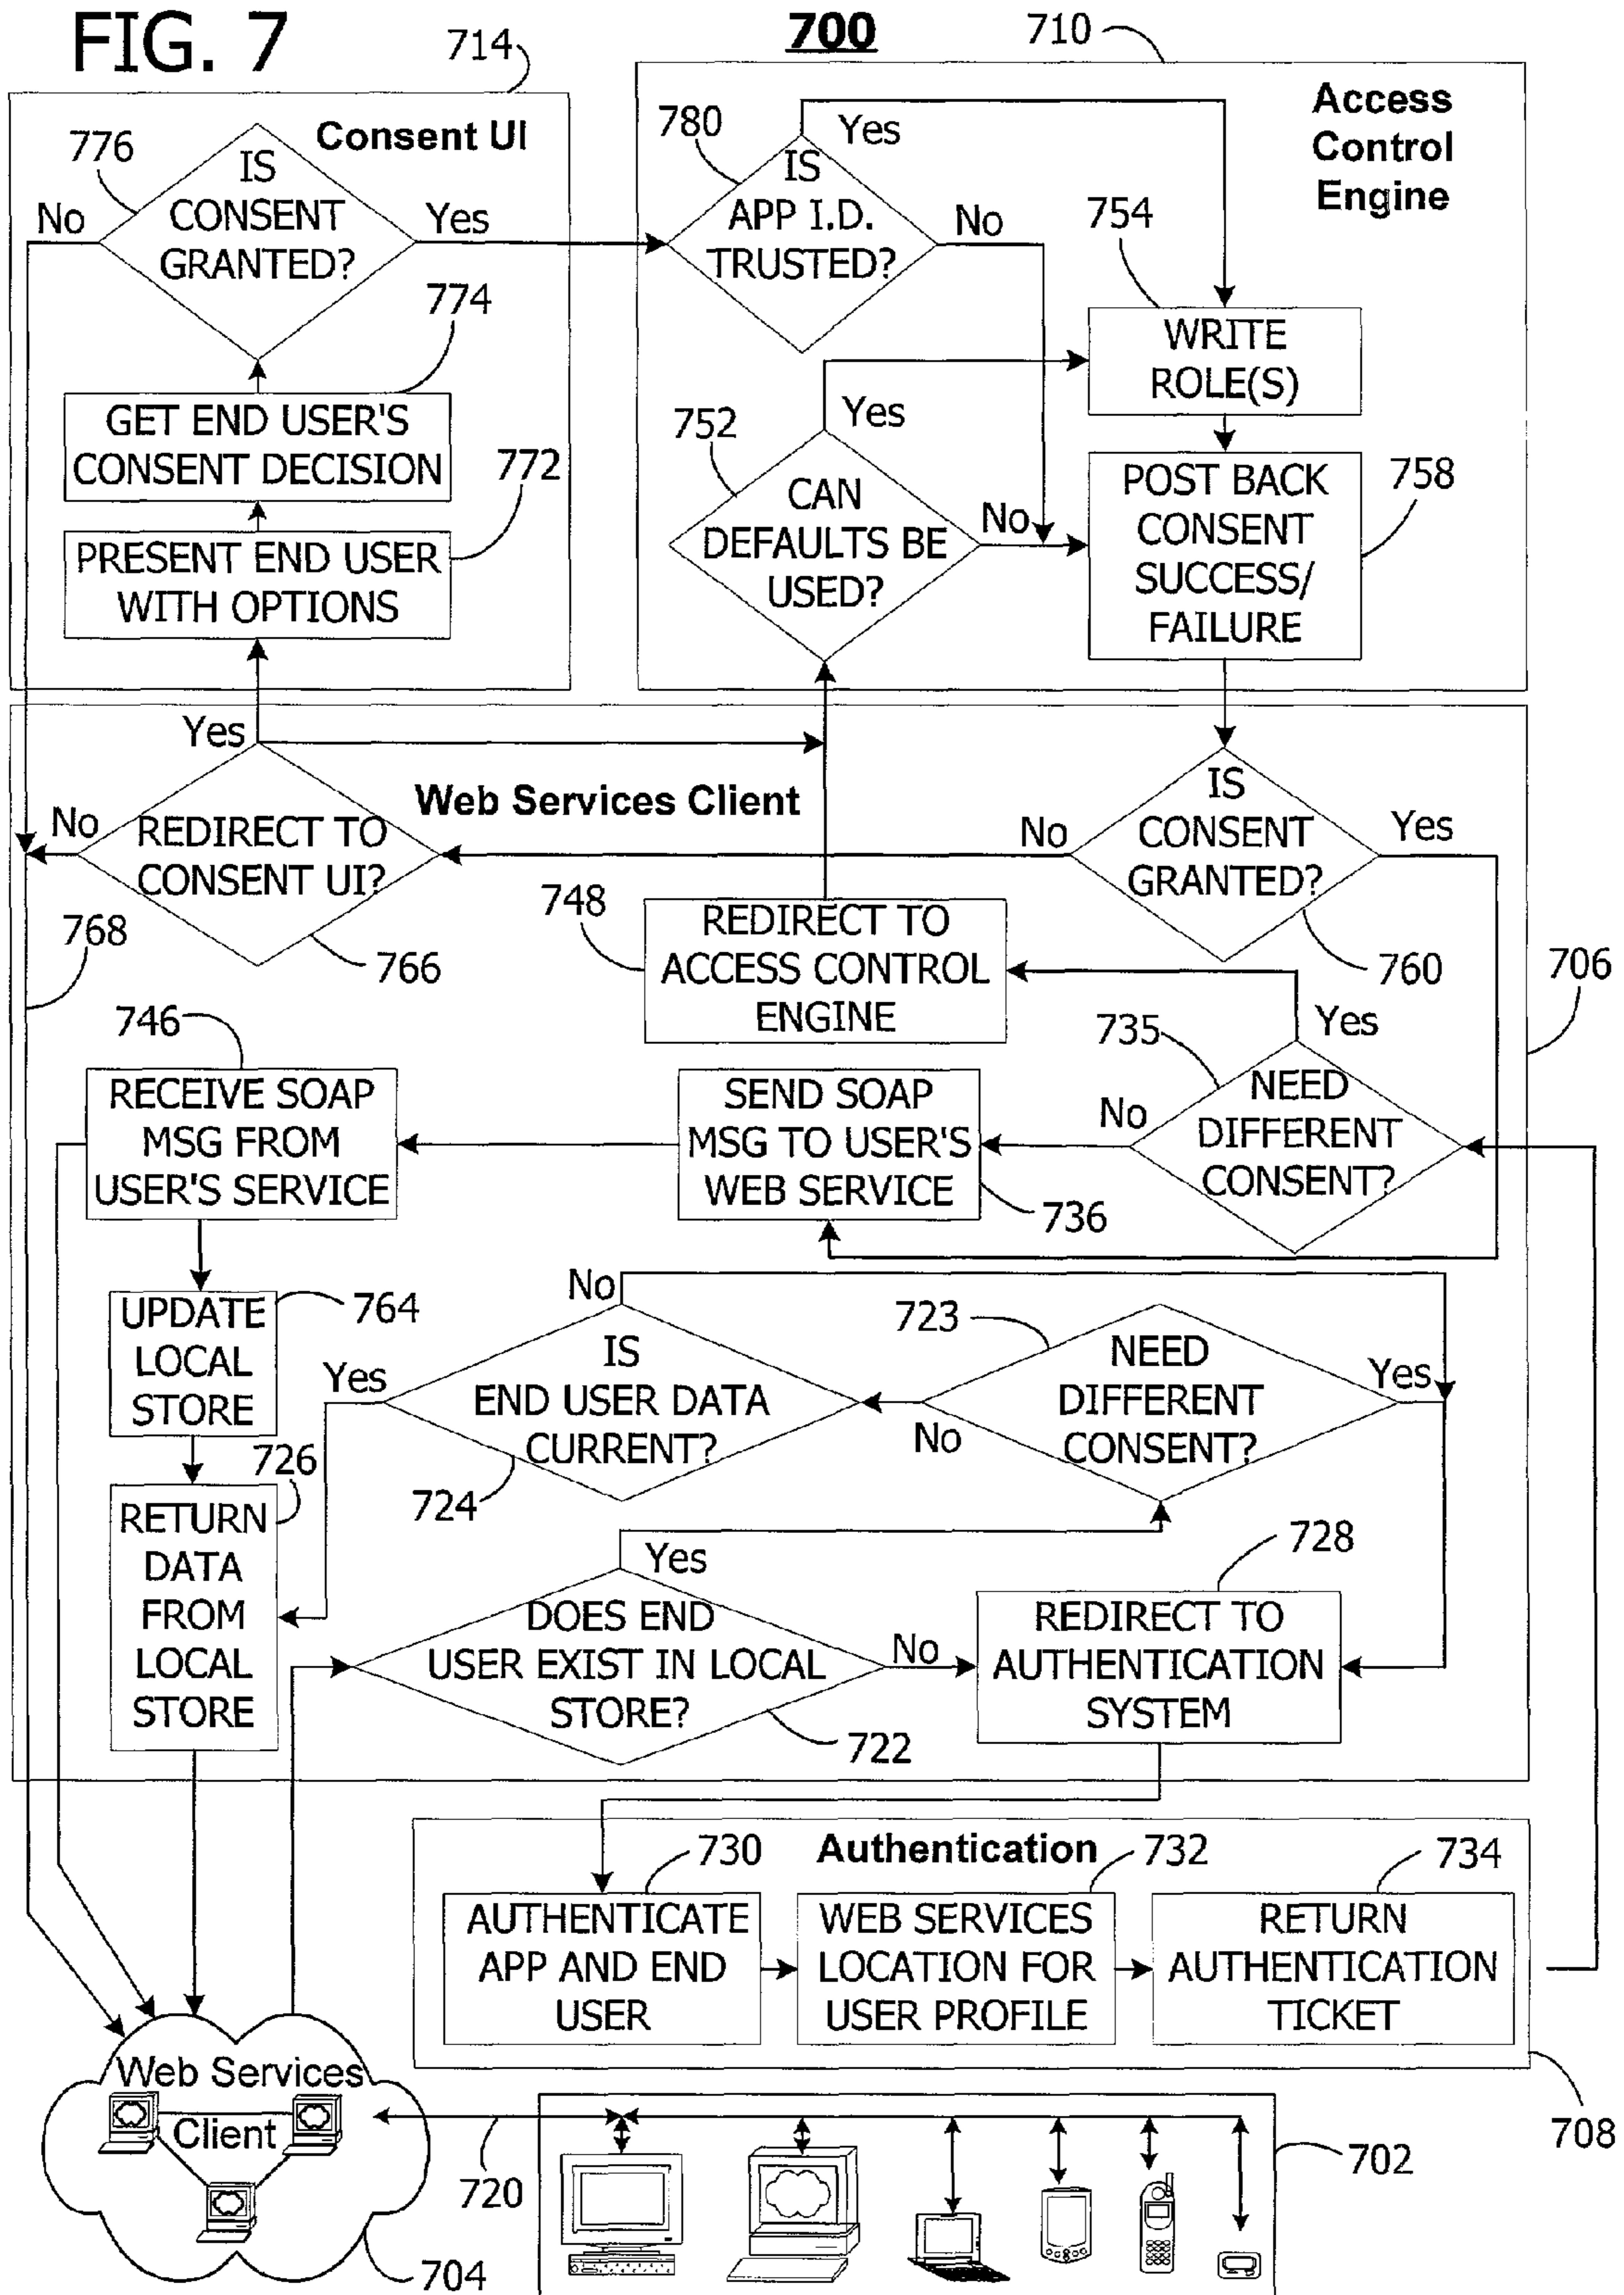 FIG. 7
700
714
710
Consent UI
776
IS
CONSENT
GRANTED?
No
Yes
774
GET END USER'S
CONSENT DECISION
772
PRESENT END USER
WITH OPTIONS
Access
Control
Engine
780
IS
APP I.D.
TRUSTED?
Yes
No
754
WRITE
ROLE(S)
752
CAN
DEFAULTS BE
USED?
Yes
No
POST BACK
CONSENT
SUCCESS/
FAILURE
758
Web Services Client
Yes
No
REDIRECT TO
CONSENT UI?
766
768
IS
CONSENT
GRANTED?
No
Yes
760
706
748
REDIRECT TO
ACCESS CONTROL
ENGINE
735
Yes
NEED
DIFFERENT
CONSENT?
No
746
RECEIVE SOAP
MSG FROM
USER'S SERVICE
SEND SOAP
MSG TO USER'S
WEB SERVICE
736
UPDATE
LOCAL
STORE
764
No
IS
END USER DATA
CURRENT?
Yes
724
723
NEED
DIFFERENT
CONSENT?
Yes
No
726
RETURN
DATA
FROM
LOCAL
STORE
Yes
DOES END
USER EXIST IN LOCAL
STORE?
No
722
728
REDIRECT TO
AUTHENTICATION
SYSTEM
Authentication
730
732
734
AUTHENTICATE
APP AND END
USER
WEB SERVICES
LOCATION FOR
USER PROFILE
RETURN
AUTHENTICATION
TICKET
708
Web Services
Client
720
702
704